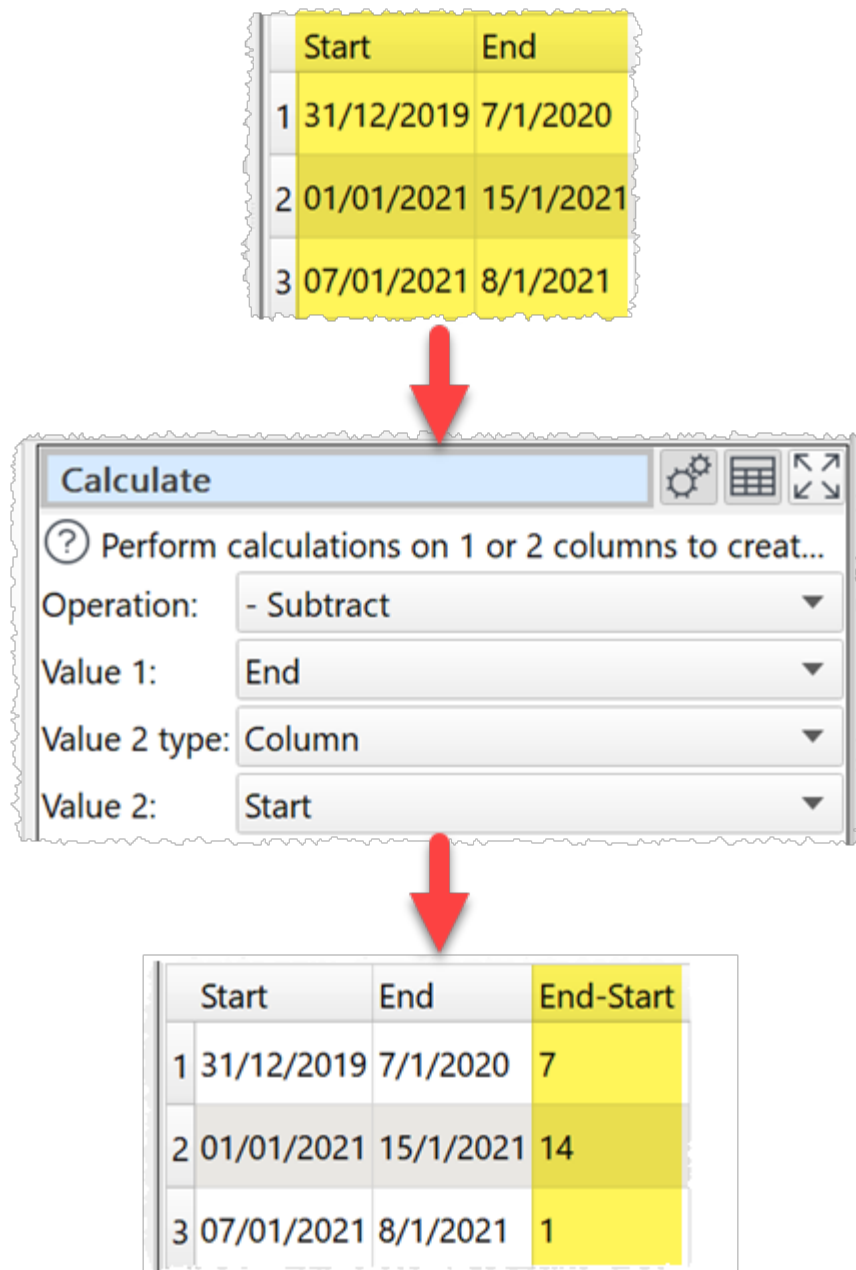 Start End
1 31/12/2019 7/1/2020
2 01/01/2021 15/1/2021
3 07/01/2021 8/1/2021
Calculate
? Perform calculations on 1 or 2 columns to creat...
Operation: - Subtract
Value 1: End
Value 2 type: Column
Value 2: Start
Start End End-Start
1 31/12/2019 7/1/2020 7
2 01/01/2021 15/1/2021 14
3 07/01/2021 8/1/2021 1